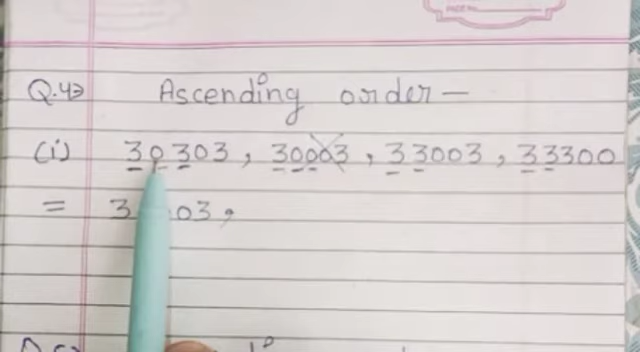 Q.4→ Ascending order —
(i) 30303, 30003, 33003, 33300
= 3 03,